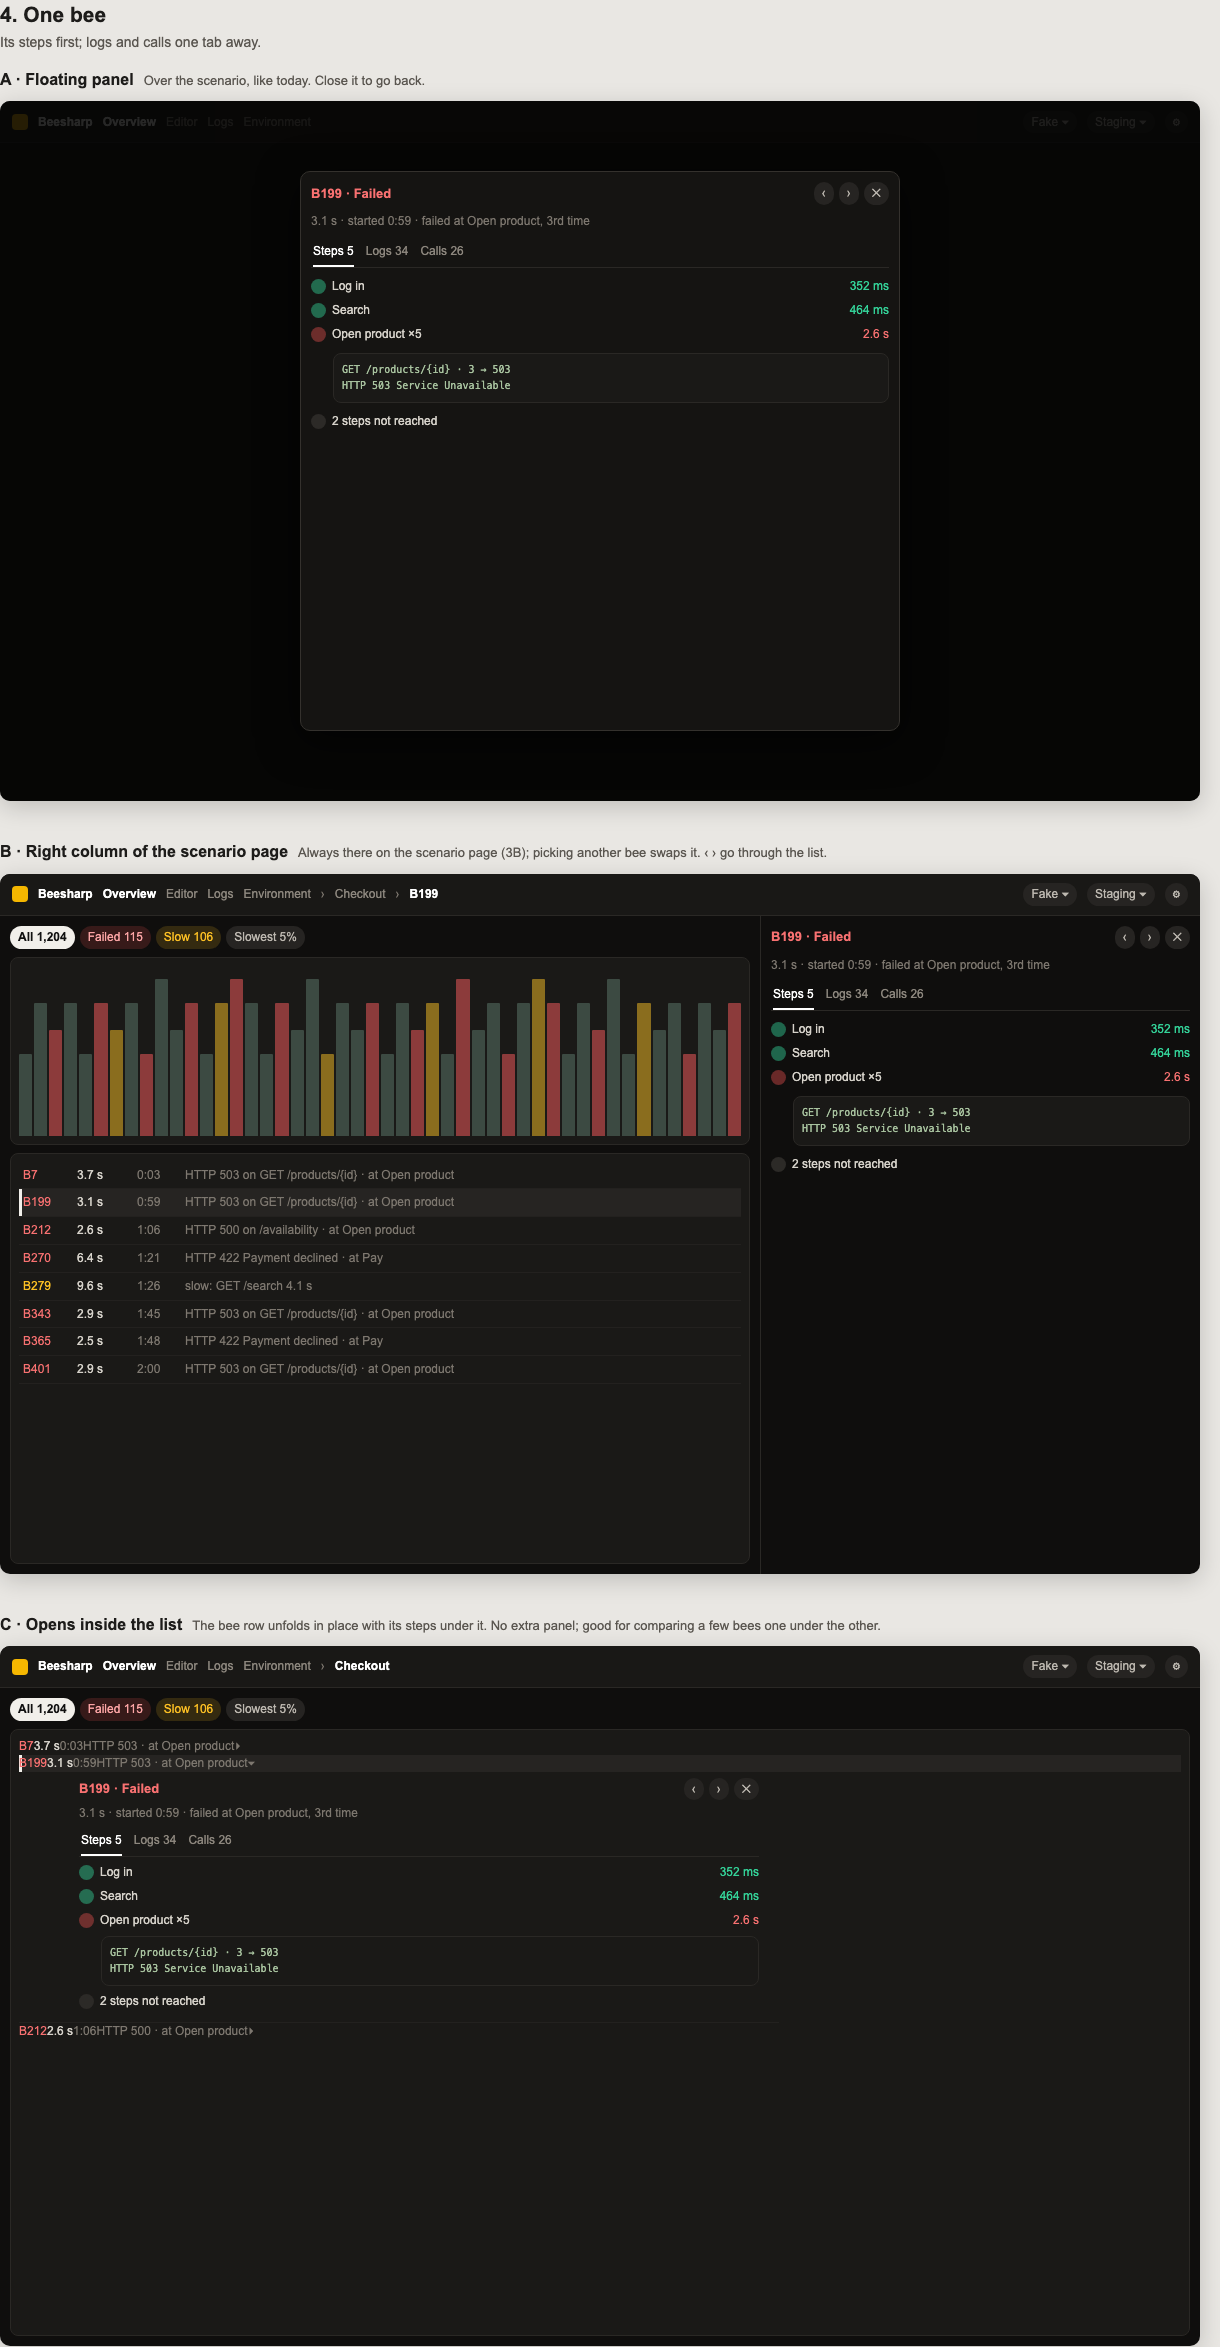 4. One bee
Its steps first; logs and calls one tab away.
A · Floating panel Over the scenario, like today. Close it to go back.
Beesharp Overview Editor Logs Environment Fake Staging
B199 · Failed ‹ › ×
3.1 s · started 0:59 · failed at Open product, 3rd time
Steps 5 Logs 34 Calls 26
Log in 352 ms
Search 464 ms
Open product ×5 2.6 s
GET /products/{id} · 3 → 503
HTTP 503 Service Unavailable
2 steps not reached
B · Right column of the scenario page Always there on the scenario page (3B); picking another bee swaps it. ‹ › go through the list.
Beesharp Overview Editor Logs Environment › Checkout › B199 Fake Staging
All 1,204 Failed 115 Slow 106 Slowest 5%
B7 3.7 s 0:03 HTTP 503 on GET /products/{id} · at Open product
B199 3.1 s 0:59 HTTP 503 on GET /products/{id} · at Open product
B212 2.6 s 1:06 HTTP 500 on /availability · at Open product
B270 6.4 s 1:21 HTTP 422 Payment declined · at Pay
B279 9.6 s 1:26 slow: GET /search 4.1 s
B343 2.9 s 1:45 HTTP 503 on GET /products/{id} · at Open product
B365 2.5 s 1:48 HTTP 422 Payment declined · at Pay
B401 2.9 s 2:00 HTTP 503 on GET /products/{id} · at Open product
B199 · Failed ‹ › ×
3.1 s · started 0:59 · failed at Open product, 3rd time
Steps 5 Logs 34 Calls 26
Log in 352 ms
Search 464 ms
Open product ×5 2.6 s
GET /products/{id} · 3 → 503
HTTP 503 Service Unavailable
2 steps not reached
C · Opens inside the list The bee row unfolds in place with its steps under it. No extra panel; good for comparing a few bees one under the other.
Beesharp Overview Editor Logs Environment › Checkout Fake Staging
All 1,204 Failed 115 Slow 106 Slowest 5%
B73.7 s0:03HTTP 503 · at Open product
B1993.1 s0:59HTTP 503 · at Open product
B199 · Failed ‹ › ×
3.1 s · started 0:59 · failed at Open product, 3rd time
Steps 5 Logs 34 Calls 26
Log in 352 ms
Search 464 ms
Open product ×5 2.6 s
GET /products/{id} · 3 → 503
HTTP 503 Service Unavailable
2 steps not reached
B2122.6 s1:06HTTP 500 · at Open product